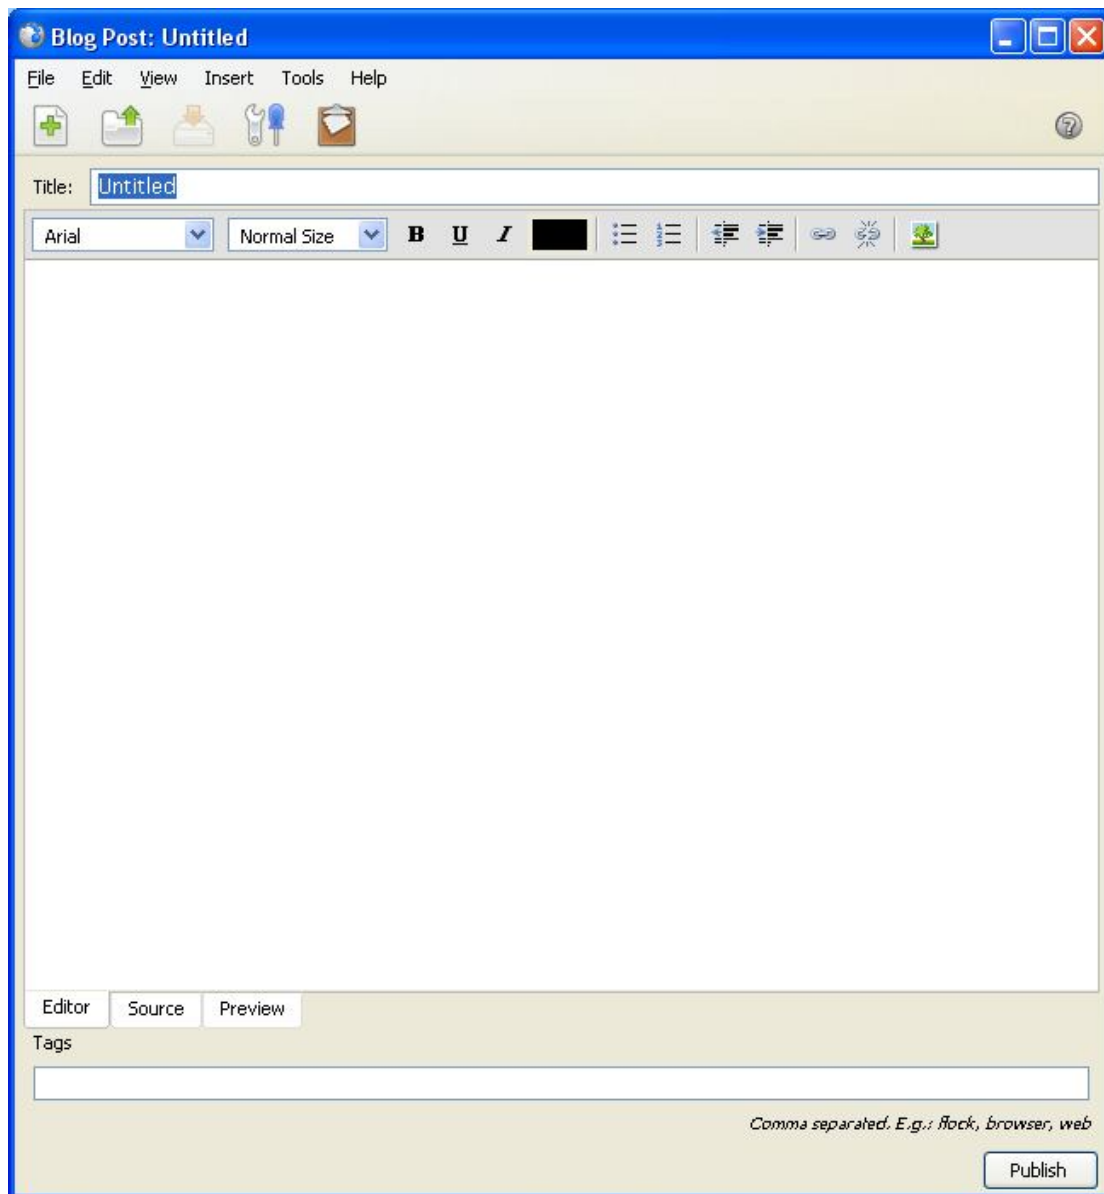 Blog Post: Untitled
File Edit View Insert Tools Help
Title: Untitled
Arial Normal Size B U I
Editor Source Preview
Tags
Comma separated. E.g.: flock, browser, web
Publish